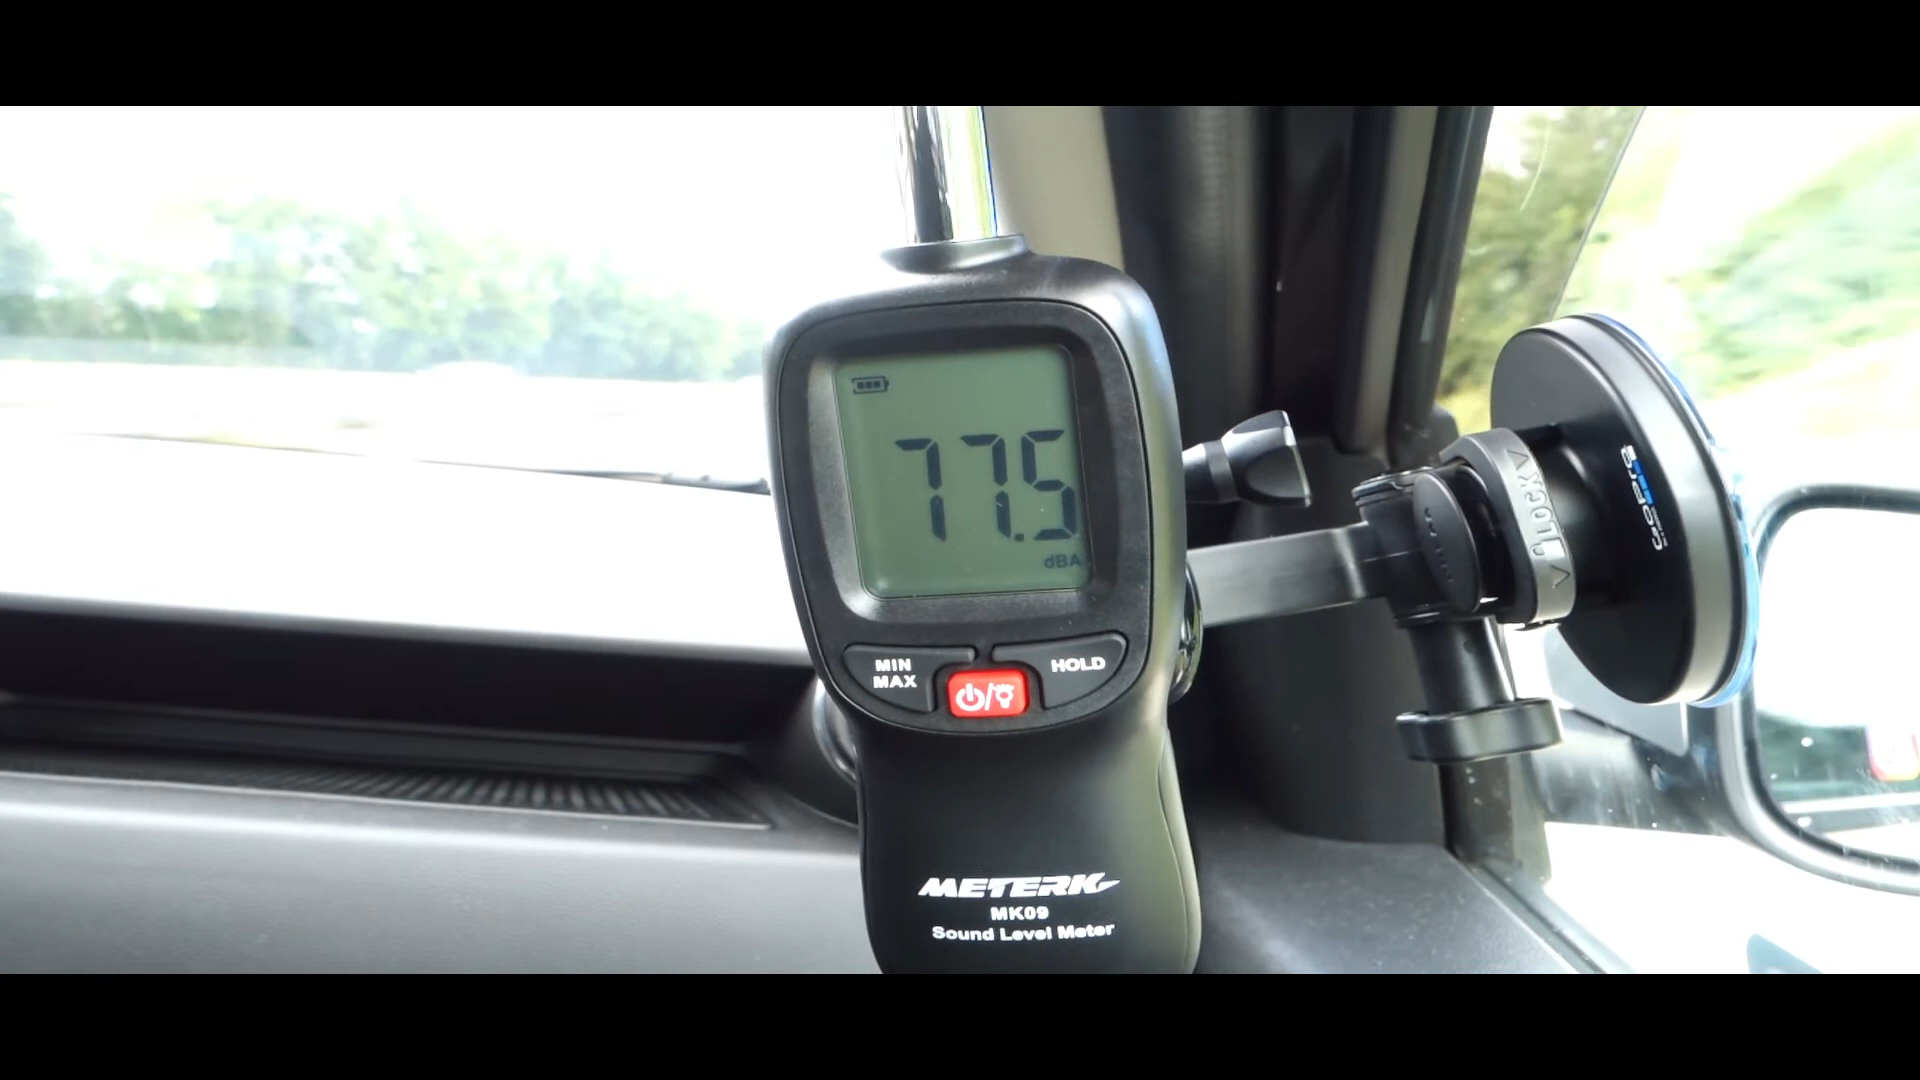 77.5
dBA
MIN
MAX
HOLD
METERK
MK09
Sound Level Meter
LOCK
GoPro